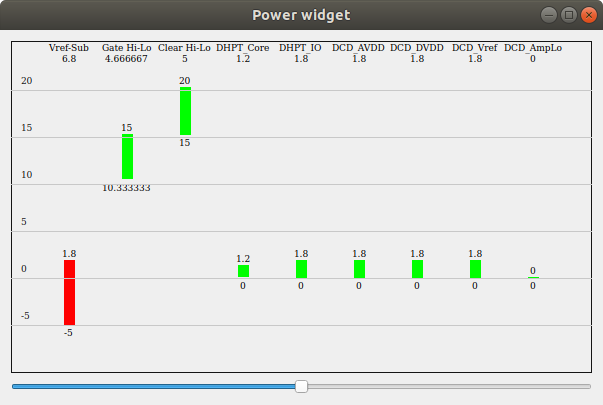 Power widget
Vref-Sub Gate Hi-Lo Clear Hi-Lo DHPT_Core DHPT_IO DCD_AVDD DCD_DVDD DCD_Vref DCD_AmpLo
6.8 4.666667 5 1.2 1.8 1.8 1.8 1.8 0
20 20
15 15
15
10
10.333333
5
1.8 1.2 1.8 1.8 1.8 1.8 0
0
0 0 0 0 0 0
-5
-5